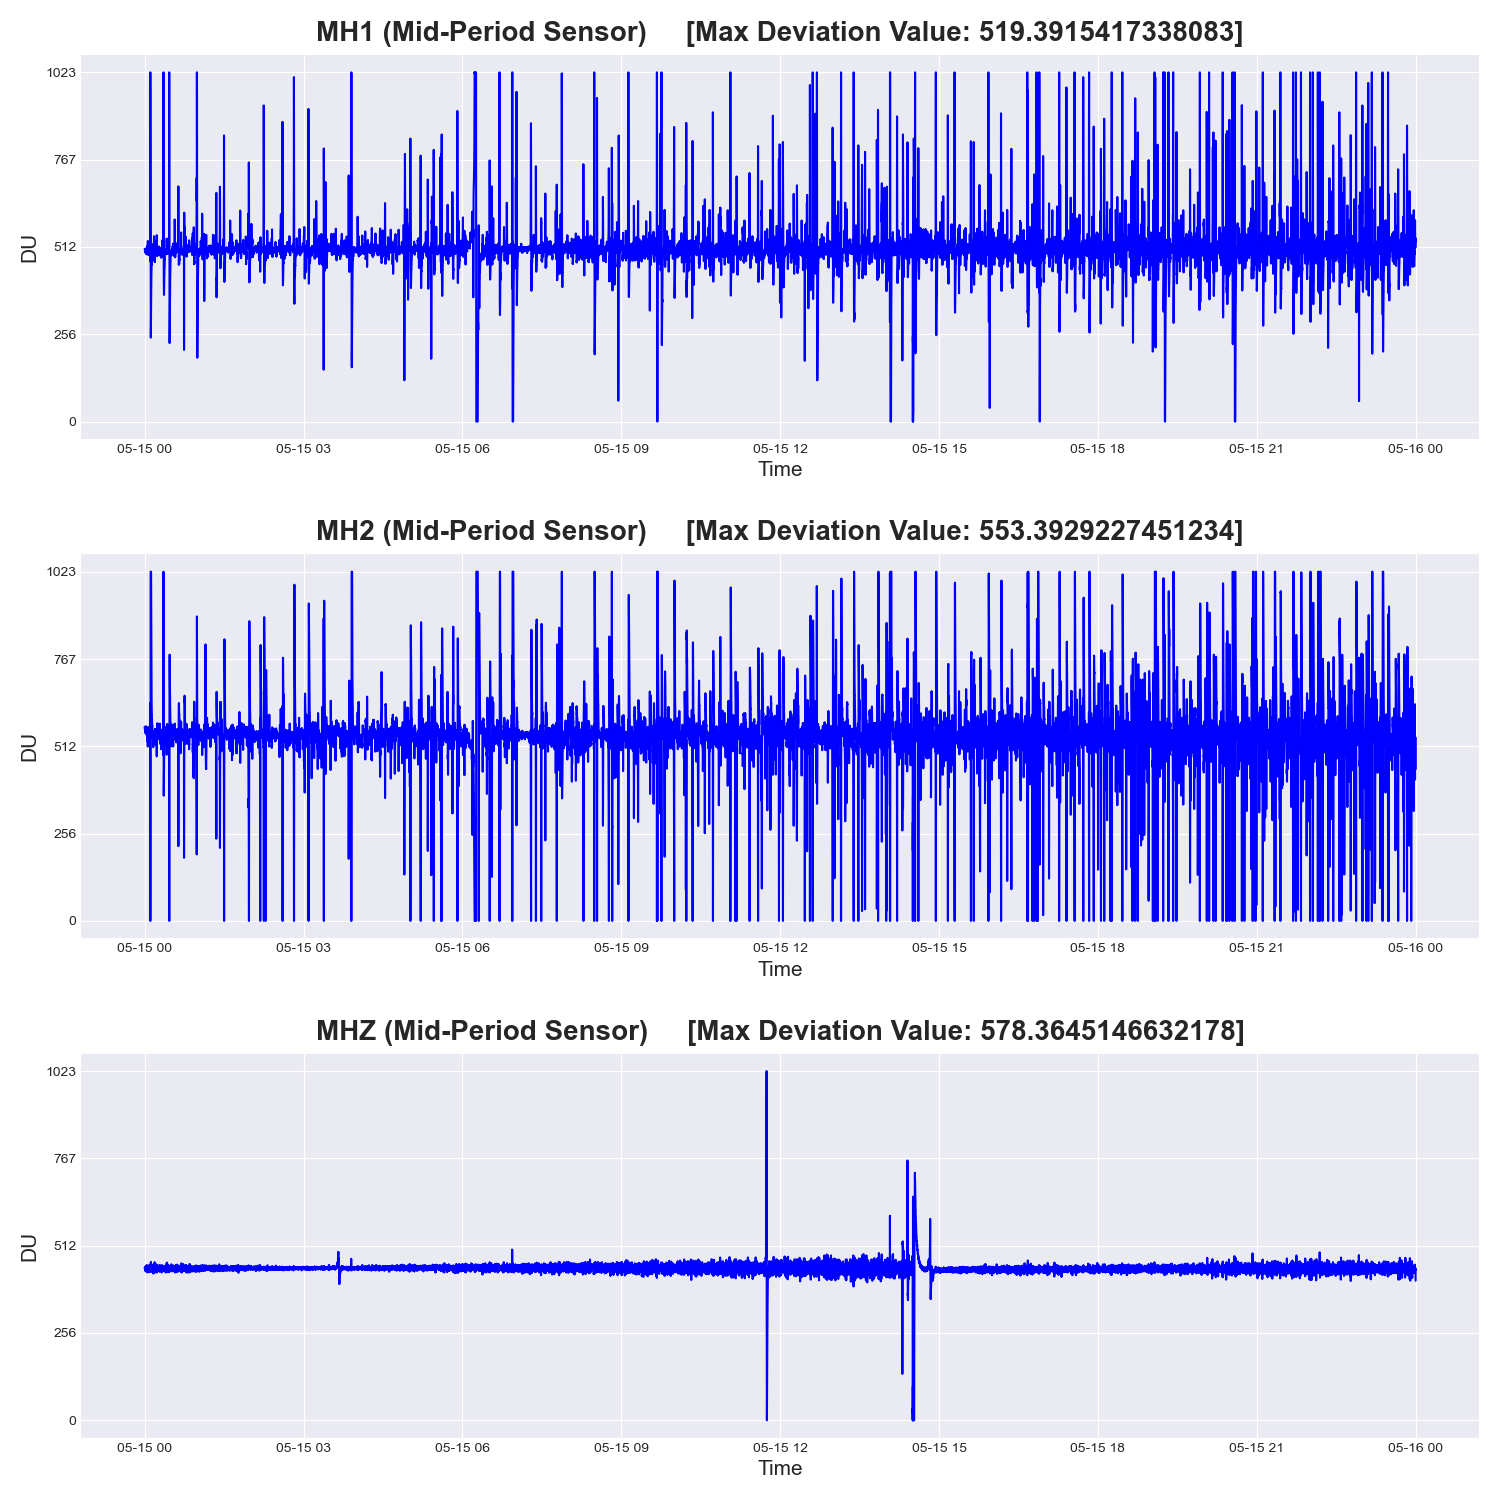 MH1 (Mid-Period Sensor) [Max Deviation Value: 519.3915417338083]
1023
767
512
256
0
DU
05-15 00 05-15 03 05-15 06 05-15 09 05-15 12 05-15 15 05-15 18 05-15 21 05-16 00
Time
MH2 (Mid-Period Sensor) [Max Deviation Value: 553.3929227451234]
1023
767
512
256
0
DU
05-15 00 05-15 03 05-15 06 05-15 09 05-15 12 05-15 15 05-15 18 05-15 21 05-16 00
Time
MHZ (Mid-Period Sensor) [Max Deviation Value: 578.3645146632178]
1023
767
512
256
0
DU
05-15 00 05-15 03 05-15 06 05-15 09 05-15 12 05-15 15 05-15 18 05-15 21 05-16 00
Time